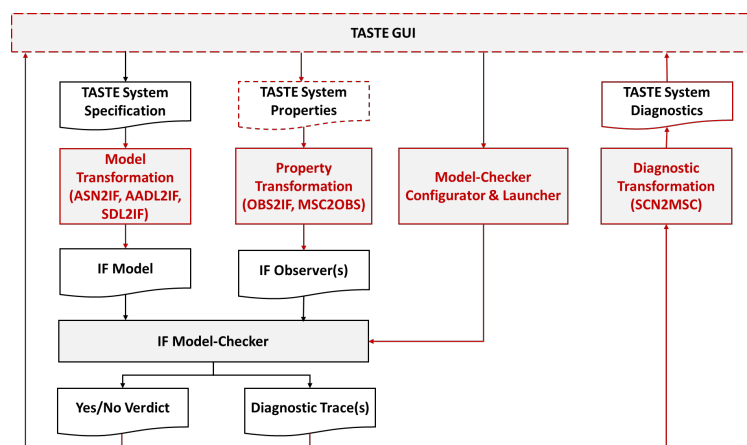 TASTE GUI
TASTE System
Specification
TASTE System
Properties
TASTE System
Diagnostics
Model
Transformation
(ASN2IF, AADL2IF,
SDL2IF)
Property
Transformation
(OBS2IF, MSC2OBS)
Model-Checker
Configurator & Launcher
Diagnostic
Transformation
(SCN2MSC)
IF Model
IF Observer(s)
IF Model-Checker
Yes/No Verdict
Diagnostic Trace(s)